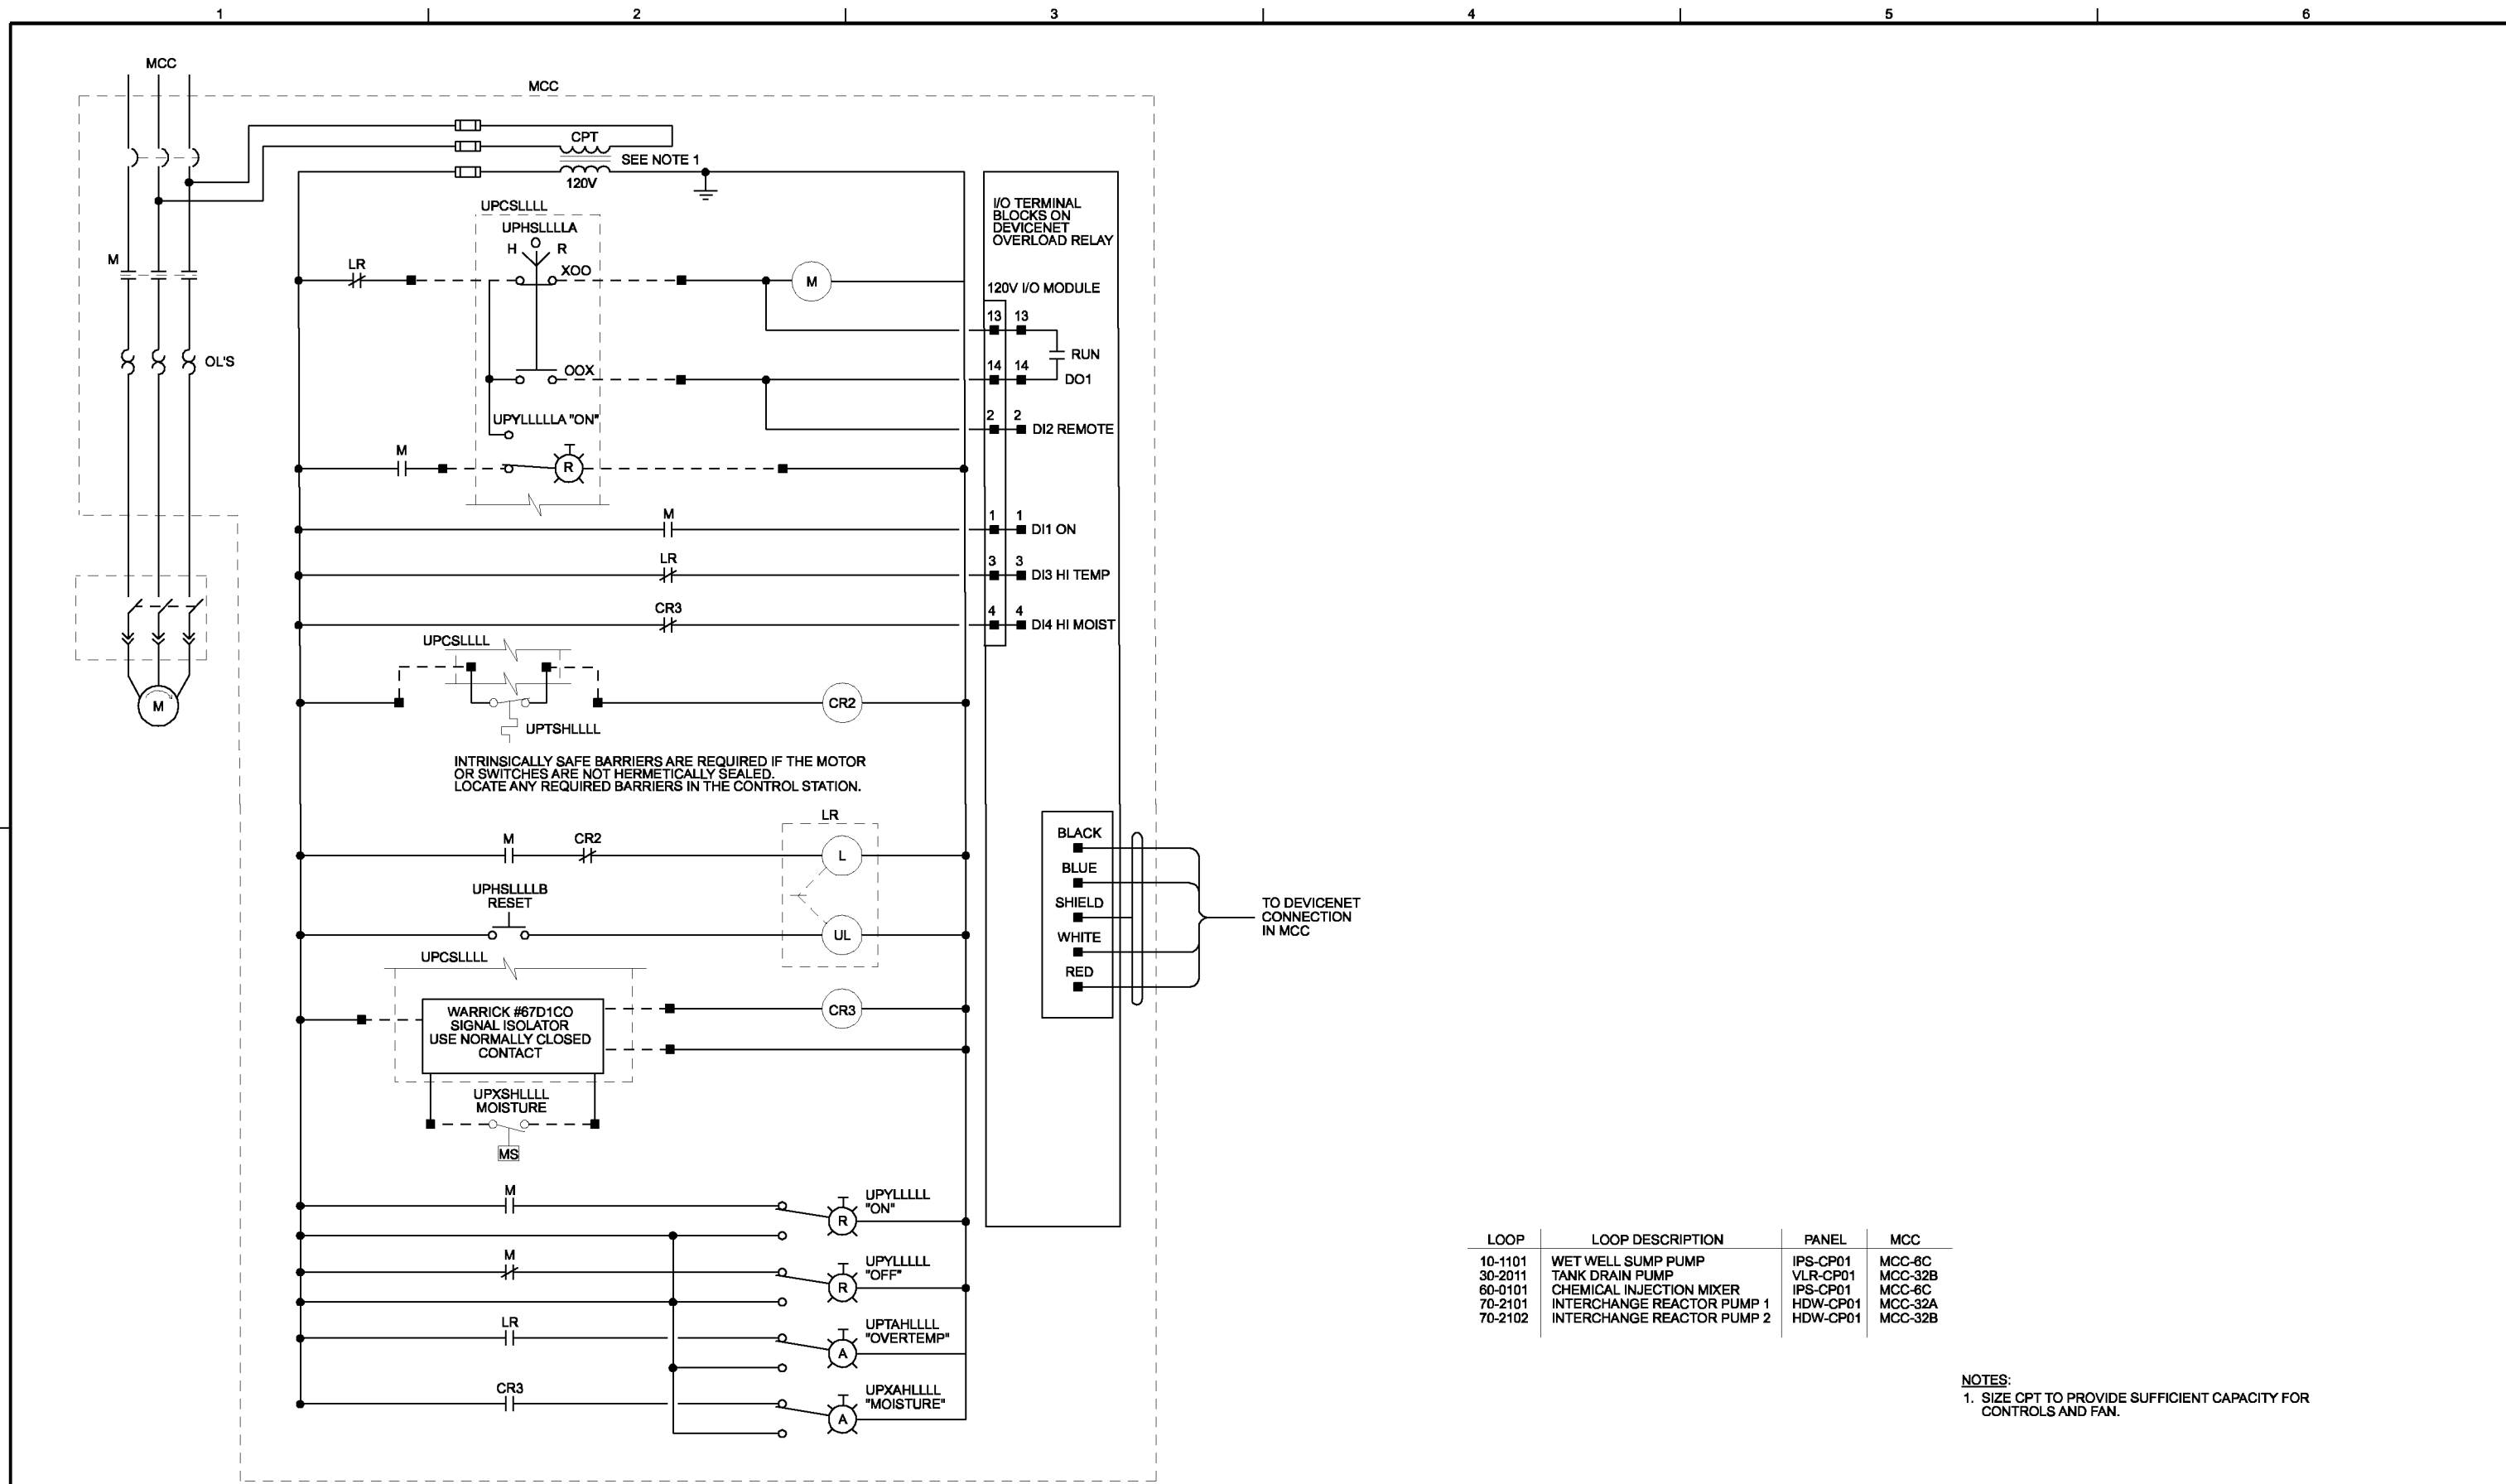 1 2 3 4 5 6
MCC
MCC
CPT
SEE NOTE 1
120V
UPCSLLLL
UPHSLLLLA
O
H R
XOO
LR
M
M
I/O TERMINAL
BLOCKS ON
DEVICENET
OVERLOAD RELAY
120V I/O MODULE
13 13
RUN
OL'S
OOX
14 14
DO1
UPYLLLLLA "ON"
2 2
DI2 REMOTE
M
R
M
1 1
DI1 ON
LR
3 3
DI3 HI TEMP
CR3
4 4
DI4 HI MOIST
UPCSLLLL
M
CR2
UPTSHLLLL
INTRINSICALLY SAFE BARRIERS ARE REQUIRED IF THE MOTOR
OR SWITCHES ARE NOT HERMETICALLY SEALED.
LOCATE ANY REQUIRED BARRIERS IN THE CONTROL STATION.
LR
M
CR2
L
UPHSLLLLB
RESET
UL
BLACK
BLUE
SHIELD
WHITE
RED
TO DEVICENET
CONNECTION
IN MCC
UPCSLLLL
WARRICK #67D1CO
SIGNAL ISOLATOR
USE NORMALLY CLOSED
CONTACT
CR3
UPXSHLLLL
MOISTURE
MS
M
UPYLLLLL
"ON"
R
M
UPYLLLLL
"OFF"
R
LR
UPTAHLLLL
"OVERTEMP"
A
CR3
UPXAHLLLL
"MOISTURE"
A
LOOP LOOP DESCRIPTION PANEL MCC
10-1101 WET WELL SUMP PUMP IPS-CP01 MCC-6C
30-2011 TANK DRAIN PUMP VLR-CP01 MCC-32B
60-0101 CHEMICAL INJECTION MIXER IPS-CP01 MCC-6C
70-2101 INTERCHANGE REACTOR PUMP 1 HDW-CP01 MCC-32A
70-2102 INTERCHANGE REACTOR PUMP 2 HDW-CP01 MCC-32B
NOTES:
1. SIZE CPT TO PROVIDE SUFFICIENT CAPACITY FOR
CONTROLS AND FAN.